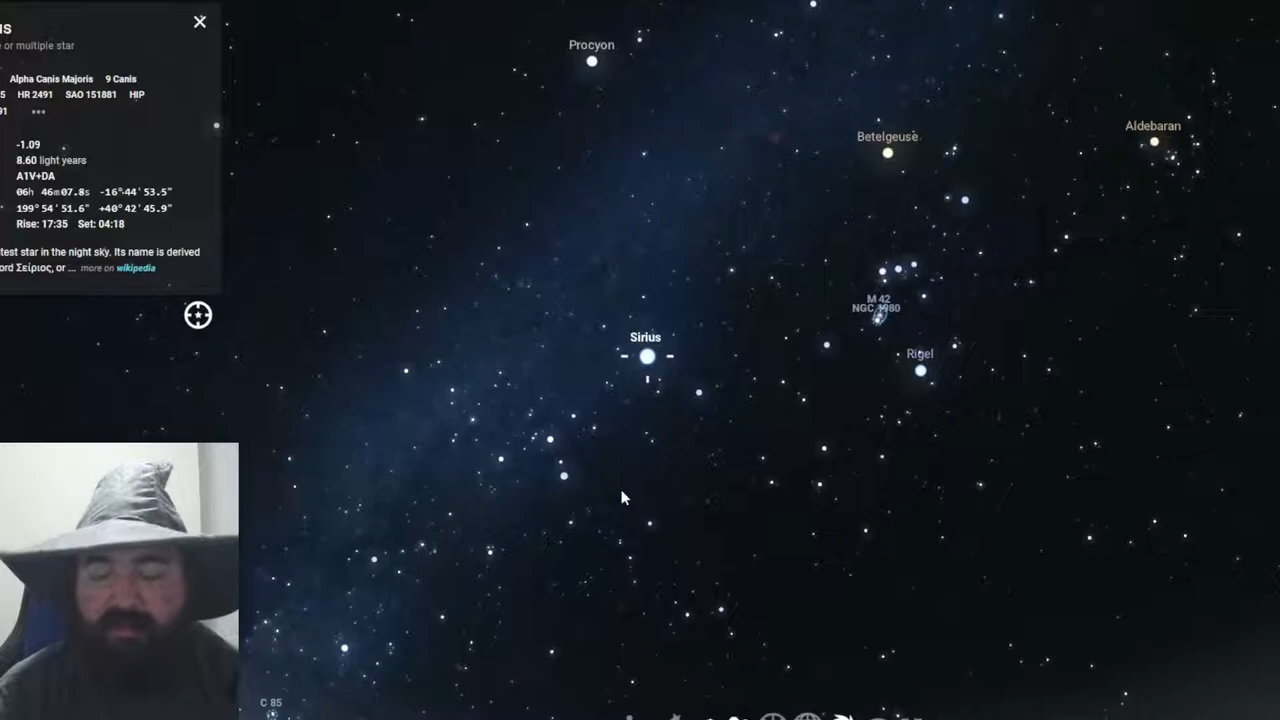 e or multiple star
Alpha Canis Majoris 9 Canis
5 HR 2491 SAO 151881 HIP
91 •••
-1.09
8.60 light years
A1V+DA
06h 46m07.8s -16°44'53.5"
199°54'51.6" +40°42'45.9"
Rise: 17:35 Set: 04:18
test star in the night sky. Its name is derived
ord Σείριος, or ... more on wikipedia
Procyon
Betelgeuse
Aldebaran
M 42
NGC 1980
Sirius
Rigel
C 85